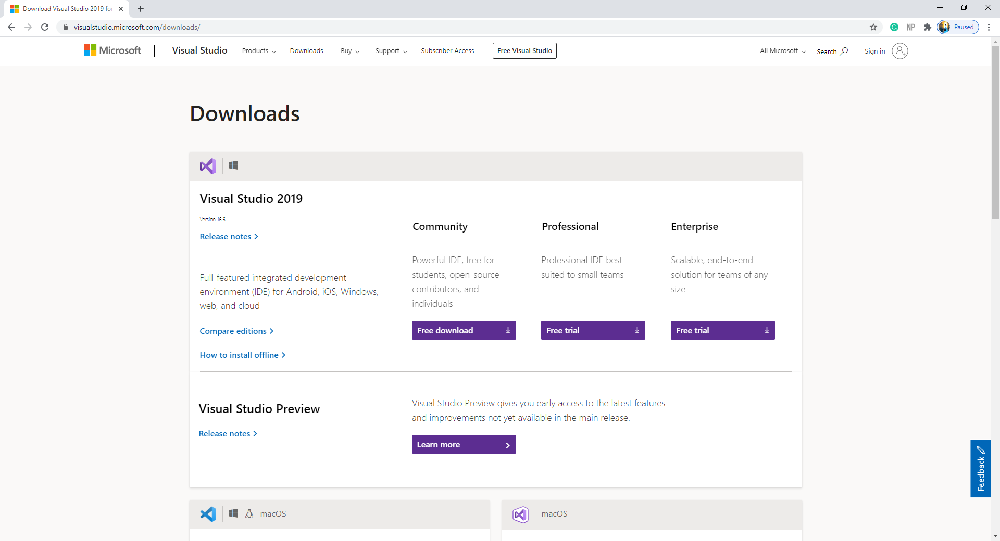 Download Visual Studio 2019 for
visualstudio.microsoft.com/downloads/
NP
Paused
Microsoft
Visual Studio
Products
Downloads
Buy
Support
Subscriber Access
Free Visual Studio
All Microsoft
Search
Sign in
Downloads
Visual Studio 2019
Version 16.6
Release notes
Full-featured integrated development
environment (IDE) for Android, iOS, Windows,
web, and cloud
Compare editions
How to install offline
Community
Powerful IDE, free for
students, open-source
contributors, and
individuals
Free download
Professional
Professional IDE best
suited to small teams
Free trial
Enterprise
Scalable, end-to-end
solution for teams of any
size
Free trial
Visual Studio Preview
Release notes
Visual Studio Preview gives you early access to the latest features
and improvements not yet available in the main release.
Learn more
Feedback
macOS
macOS